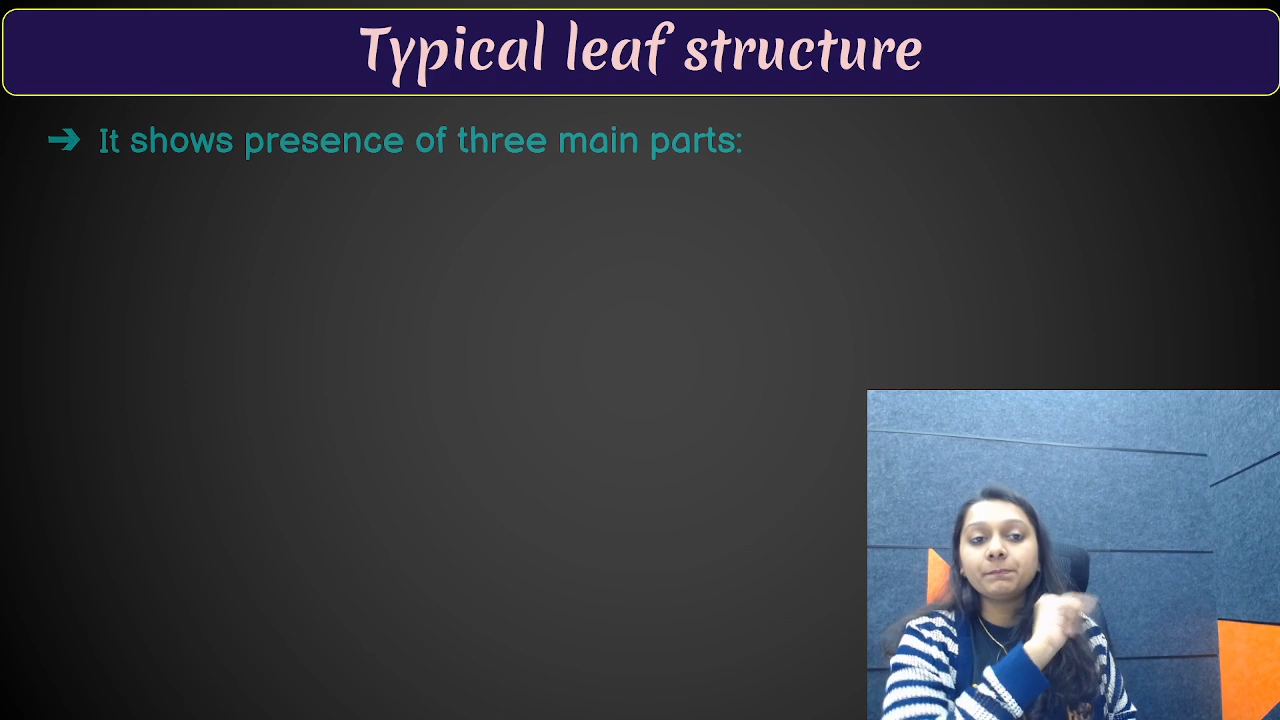 Typical leaf structure
➔ It shows presence of three main parts: